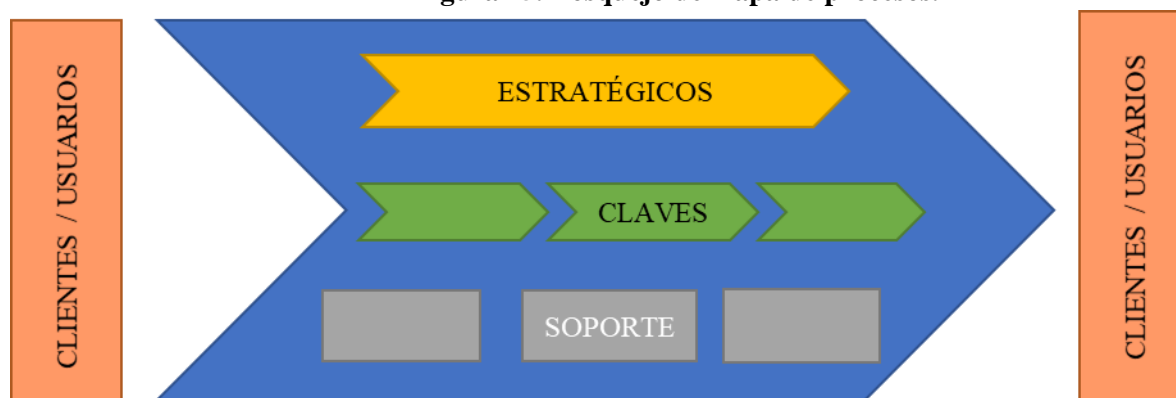 CLIENTES / USUARIOS
ESTRATÉGICOS
CLAVES
SOPORTE
CLIENTES / USUARIOS